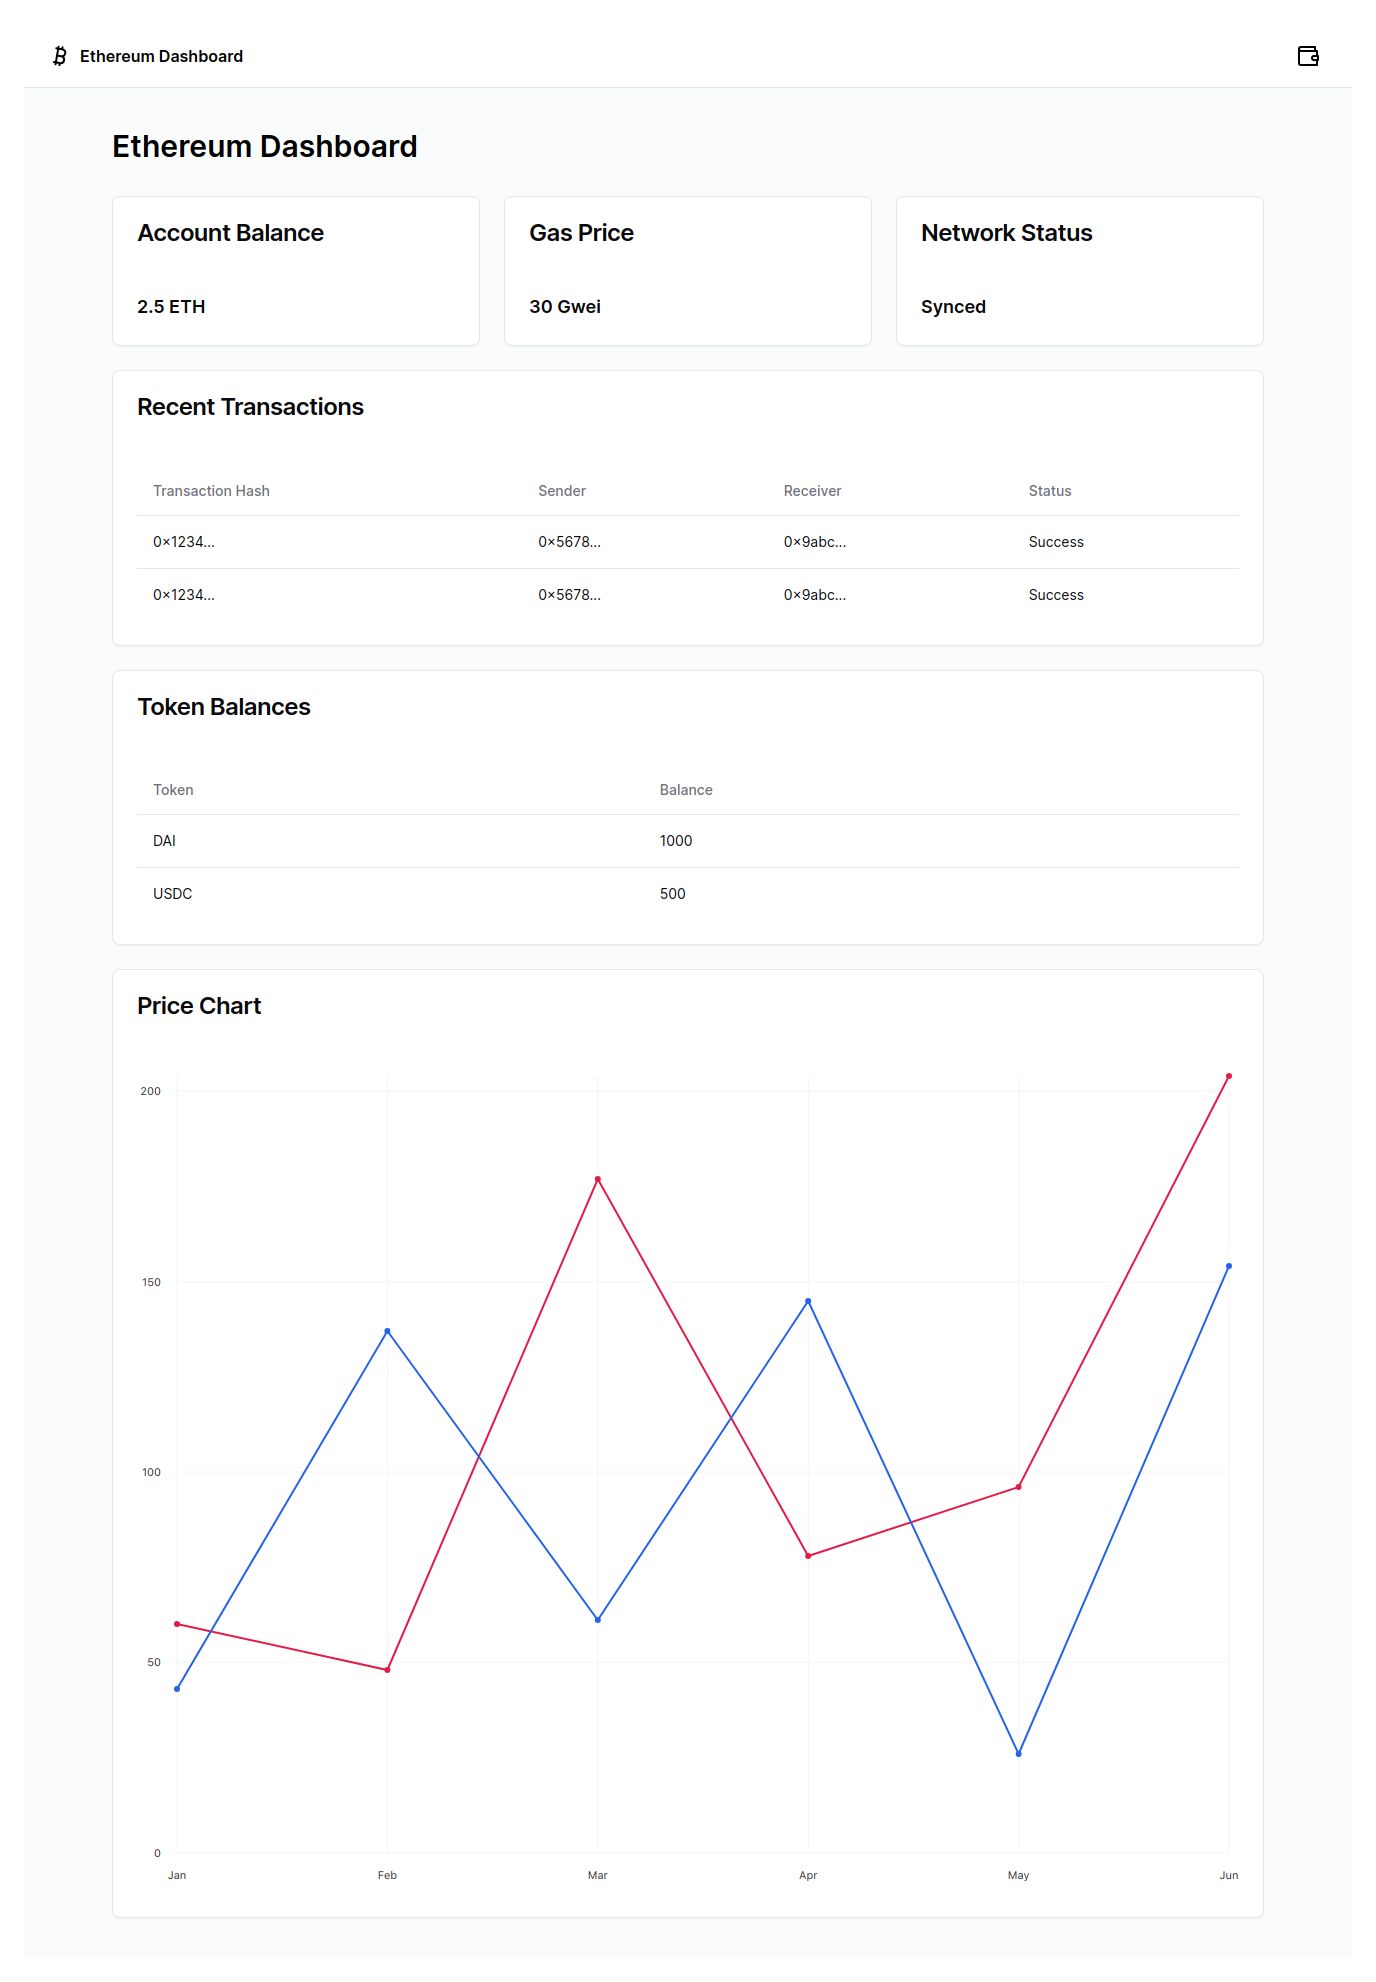 Ethereum Dashboard
Ethereum Dashboard
Account Balance
2.5 ETH
Gas Price
30 Gwei
Network Status
Synced
Recent Transactions
Transaction Hash Sender Receiver Status
0×1234... 0×5678... 0×9abc... Success
0×1234... 0×5678... 0×9abc... Success
Token Balances
Token Balance
DAI 1000
USDC 500
Price Chart
200
150
100
50
0
Jan Feb Mar Apr May Jun